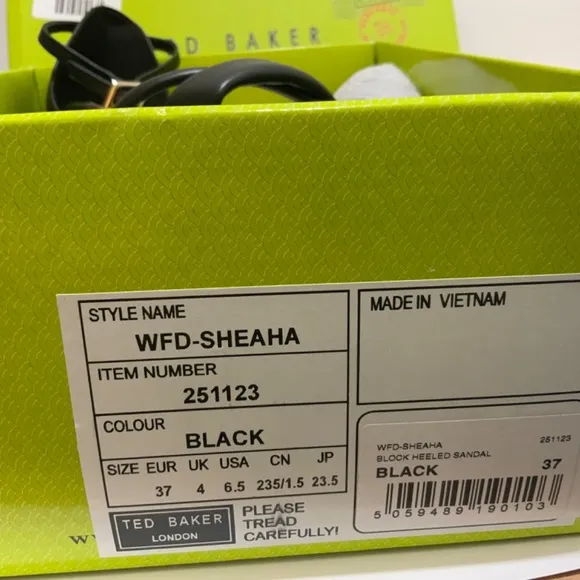 TED BAKER
STYLE NAME
WFD-SHEAHA
ITEM NUMBER
251123
COLOUR
BLACK
SIZE EUR UK USA CN JP
37 4 6.5 235/1.5 23.5
TED BAKER
LONDON
PLEASE
TREAD
CAREFULLY!
MADE IN VIETNAM
WFD-SHEAHA 251123
BLOCK HEELED SANDAL
BLACK 37
5 059489 190103